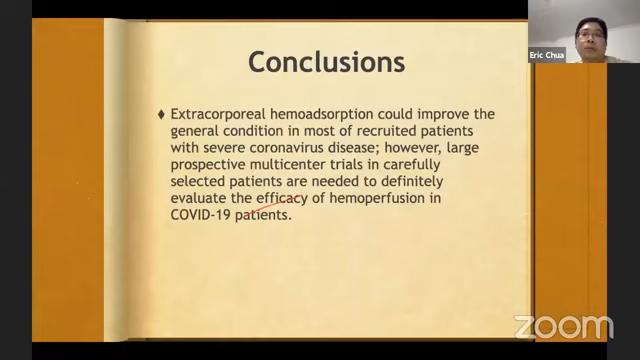 Conclusions
Eric Chua
Extracorporeal hemoadsorption could improve the
general condition in most of recruited patients
with severe coronavirus disease; however, large
prospective multicenter trials in carefully
selected patients are needed to definitely
evaluate the efficacy of hemoperfusion in
COVID-19 patients.
zoom